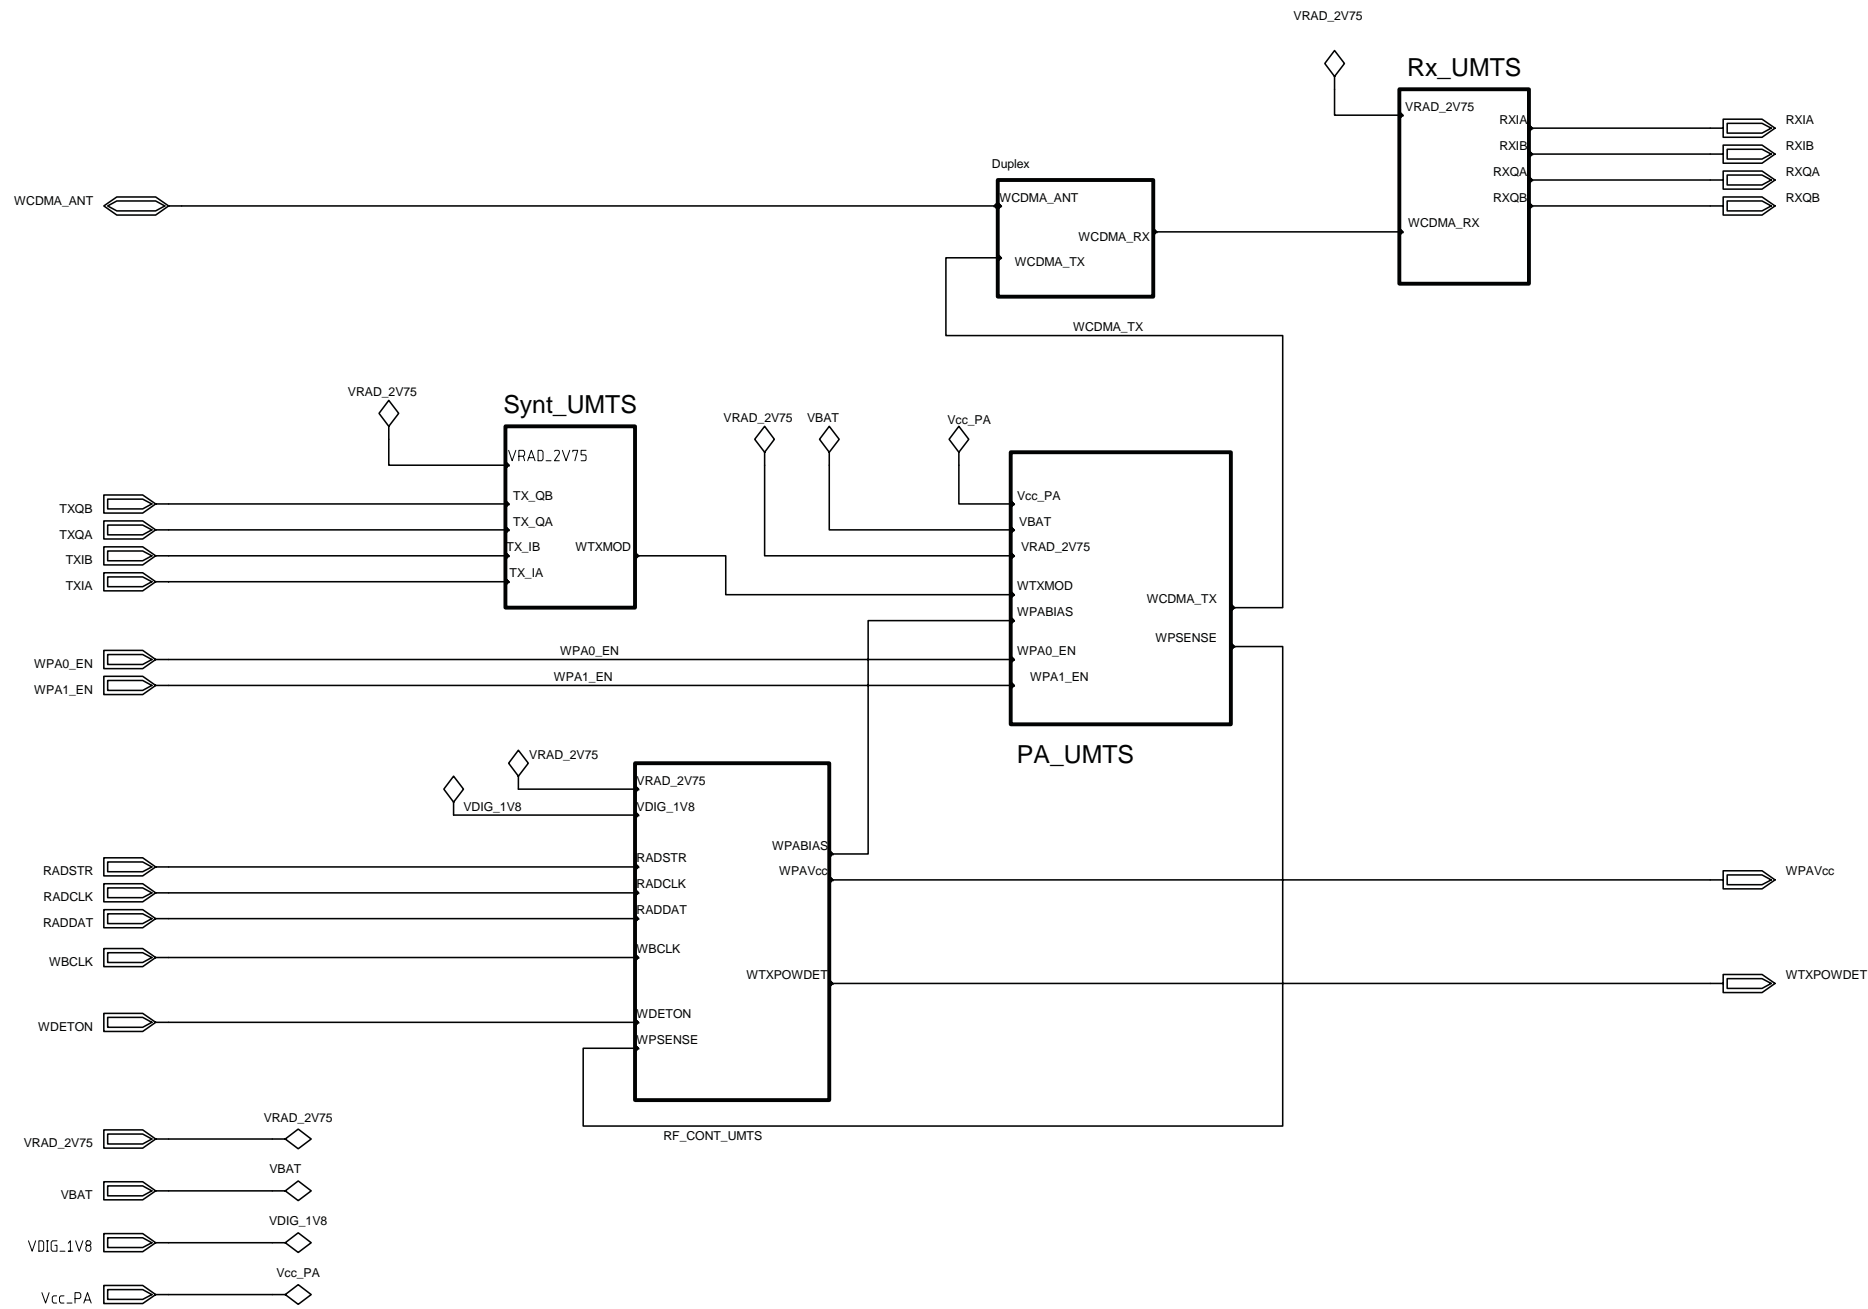 VRAD_2V75
Rx_UMTS
VRAD_2V75
RXIA
RXIA
RXIB
RXIB
RXQA
RXQA
RXQB
RXQB
WCDMA_RX
Duplex
WCDMA_ANT
WCDMA_ANT
WCDMA_RX
WCDMA_TX
WCDMA_TX
VRAD_2V75
Synt_UMTS
VRAD_2V75
TXQB
TX_QB
TXQA
TX_QA
TXIB
TX_IB
WTXMOD
TXIA
TX_IA
VRAD_2V75
VBAT
Vcc_PA
Vcc_PA
VBAT
VRAD_2V75
WTXMOD
WPABIAS
WCDMA_TX
WPSENSE
WPA0_EN
WPA0_EN
WPA0_EN
WPA1_EN
WPA1_EN
WPA1_EN
PA_UMTS
VRAD_2V75
VRAD_2V75
VDIG_1V8
VDIG_1V8
WPABIAS
RADSTR
RADSTR
WPAVcc
WPAVcc
RADCLK
RADCLK
RADDAT
RADDAT
WBCLK
WBCLK
WTXPOWDET
WTXPOWDET
WDETON
WDETON
WPSENSE
RF_CONT_UMTS
VRAD_2V75
VRAD_2V75
VBAT
VBAT
VDIG_1V8
VDIG_1V8
Vcc_PA
Vcc_PA